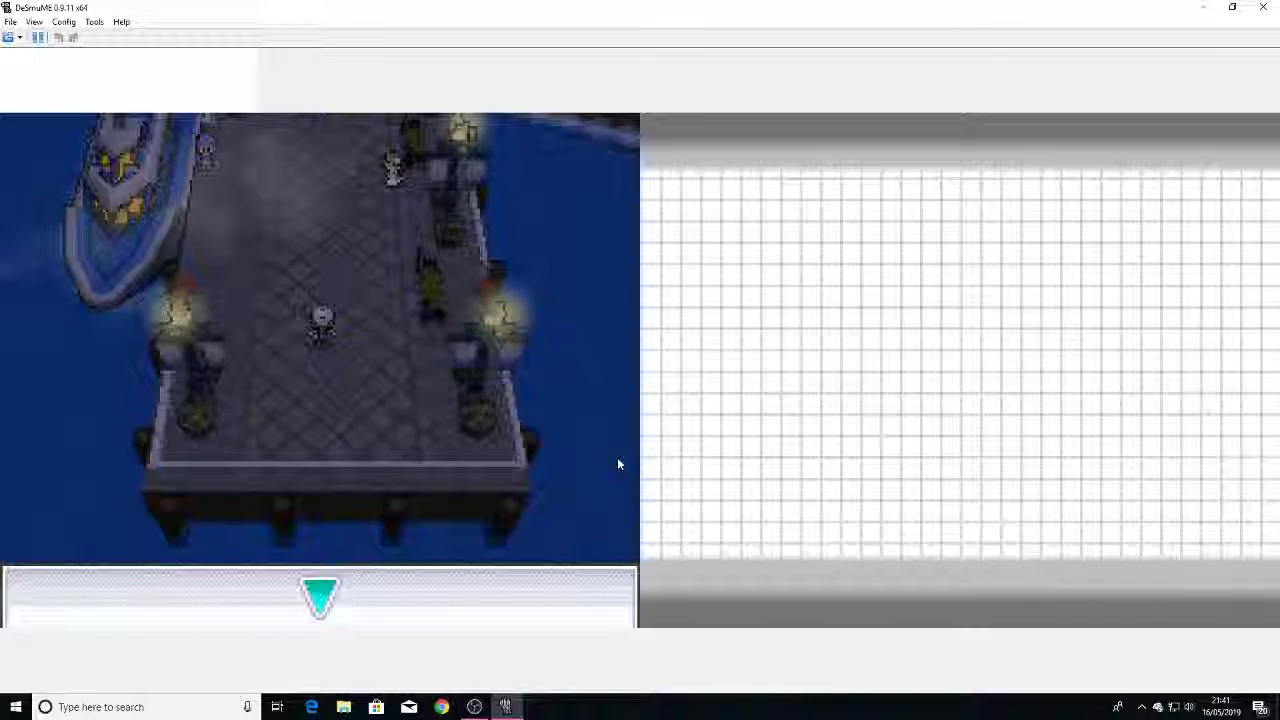 DeSmuME 0.9.11 x64
File View Config Tools Help
Type here to search
21:41
16/05/2019
20